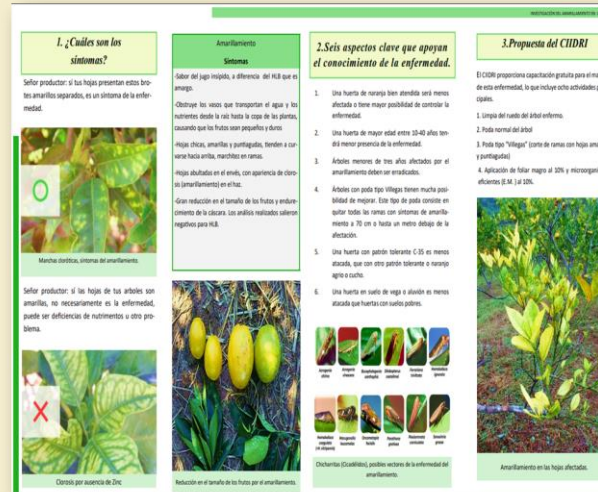 INVESTIGACIÓN DEL AMARILLAMIENTO EN
1. ¿Cuáles son los
síntomas?
Señor productor: si tus hojas presentan estos bro-
tes amarillos separados, es un síntoma de la enfer-
medad.
Manchas cloróticas, síntomas del amarillamiento.
Señor productor: sí las hojas de tus arboles son
amarillas, no necesariamente es la enfermedad,
puede ser deficiencias de nutrimentos u otro pro-
blema.
Clorosis por ausencia de Zinc
Amarillamiento
Síntomas
-Sabor del jugo insípido, a diferencia del HLB que es
amargo.
-Obstruye los vasos que transportan el agua y los
nutrientes desde la raíz hasta la copa de las plantas,
causando que los frutos sean pequeños y duros
-Hojas chicas, amarillas y puntiagudas, tienden a cur-
varse hacia arriba, marchitez en ramas.
-Hojas abultados en el envés, con apariencia de cloro-
sis (amarillamiento) en el haz.
-Gran reducción en el tamaño de los frutos y endure-
cimiento de la cáscara. Los análisis realizados salieron
negativos para HLB.
Reducción en el tamaño de los frutos por el amarillamiento.
2.Seis aspectos clave que apoyan
el conocimiento de la enfermedad.
1. Una huerta de naranja bien atendida será menos
afectada o tiene mayor posibilidad de controlar la
enfermedad.
2. Una huerta de mayor edad entre 10-40 años ten-
drá menor presencia de la enfermedad.
3. Árboles menores de tres años afectados por el
amarillamiento deben ser erradicados.
4. Árboles con poda tipo Villegas tienen mucha posi-
bilidad de mejorar. Este tipo de poda consiste en
quitar todas las ramas con síntomas de amarilla-
miento a 70 cm o hasta un metro debajo de la
afectación.
5. Una huerta con patrón tolerante C-35 es menos
atacada, que con otro patrón tolerante o naranjo
agrio o cucho.
6. Una huerta en suelo de vega o aluvión es menos
atacada que huertas con suelos pobres.
Chicharritas (Cicadélidos), posibles vectores de la enfermedad del
amarillamiento.
3.Propuesta del CIIDRI
El CIIDRI proporciona capacitación gratuita para el ma
de esta enfermedad, lo que incluye ocho actividades p
cipales.
1. Limpia del ruedo del árbol enfermo.
2. Poda normal del árbol
3. Poda tipo "Villegas" (corte de ramas con hojas ama
y puntiagudas)
4. Aplicación de foliar magro al 10% y microorgani
eficientes (E.M. ) al 10%.
Amarillamiento en las hojas afectadas.